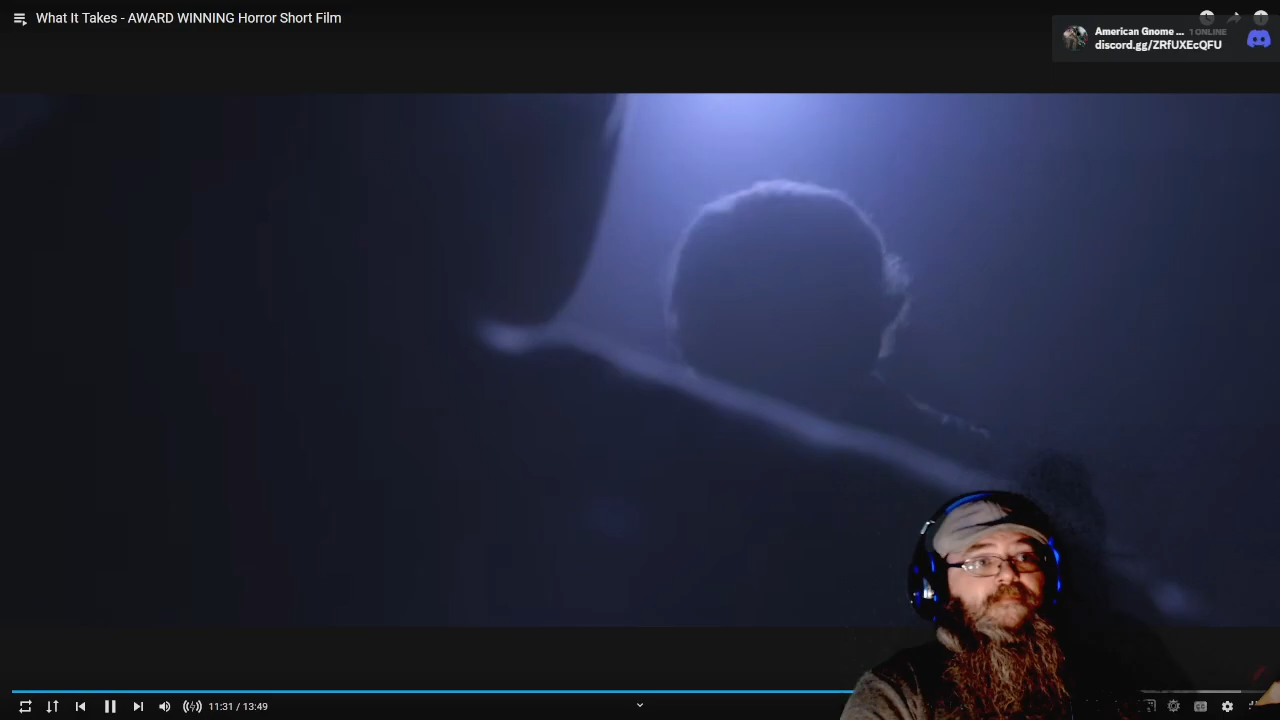 What It Takes - AWARD WINNING Horror Short Film
American Gnome ... 1 ONLINE
discord.gg/ZRfUXEcQFU
11:31 / 13:49